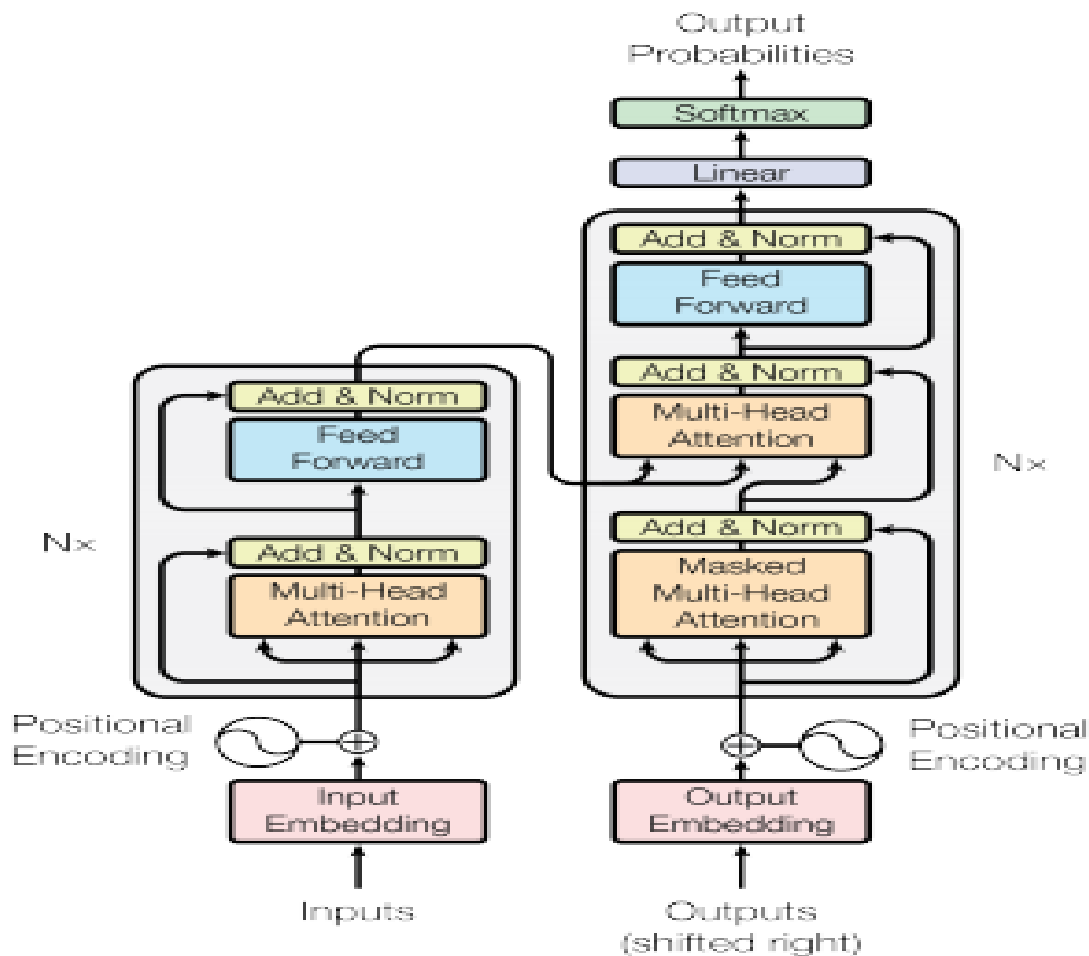 Output
Probabilities
Softmax
Linear
Add & Norm
Feed
Forward
Add & Norm
Multi-Head
Attention
Add & Norm
Masked
Multi-Head
Attention
Nx
Add & Norm
Feed
Forward
Add & Norm
Multi-Head
Attention
Nx
Positional
Encoding
Positional
Encoding
Input
Embedding
Output
Embedding
Inputs
Outputs
(shifted right)